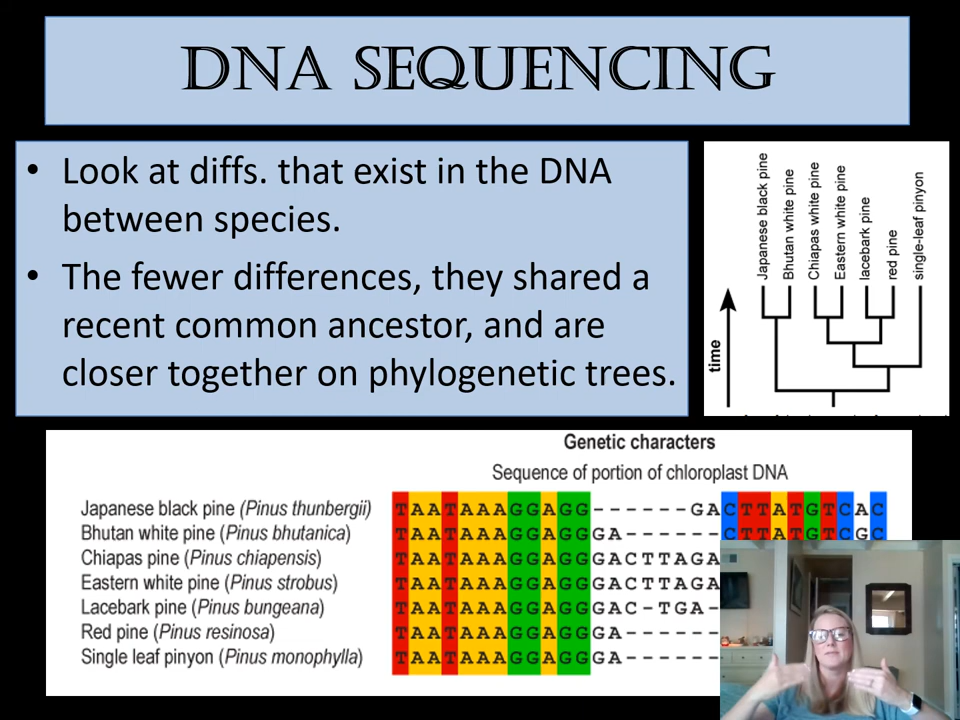 DNA SEQUENCING
• Look at diffs. that exist in the DNA
between species.
• The fewer differences, they shared a
recent common ancestor, and are
closer together on phylogenetic trees.
Japanese black pine
Bhutan white pine
Chiapas white pine
Eastern white pine
lacebark pine
red pine
single-leaf pinyon
time
Genetic characters
Sequence of portion of chloroplast DNA
Japanese black pine (Pinus thunbergii) TAATAAAGGAGG------GACTTATGTCAC
Bhutan white pine (Pinus bhutanica) TAATAAAGGAGGGA------CTTATGTCGC
Chiapas pine (Pinus chiapensis) TAATAAAGGAGGGACTTAGA
Eastern white pine (Pinus strobus) TAATAAAGGAGGGACTTAGA
Lacebark pine (Pinus bungeana) TAATAAAGGAGGGAC-TGA-
Red pine (Pinus resinosa) TAATAAAGGAGGGA------
Single leaf pinyon (Pinus monophylla) TAATAAAGGAGGGA------